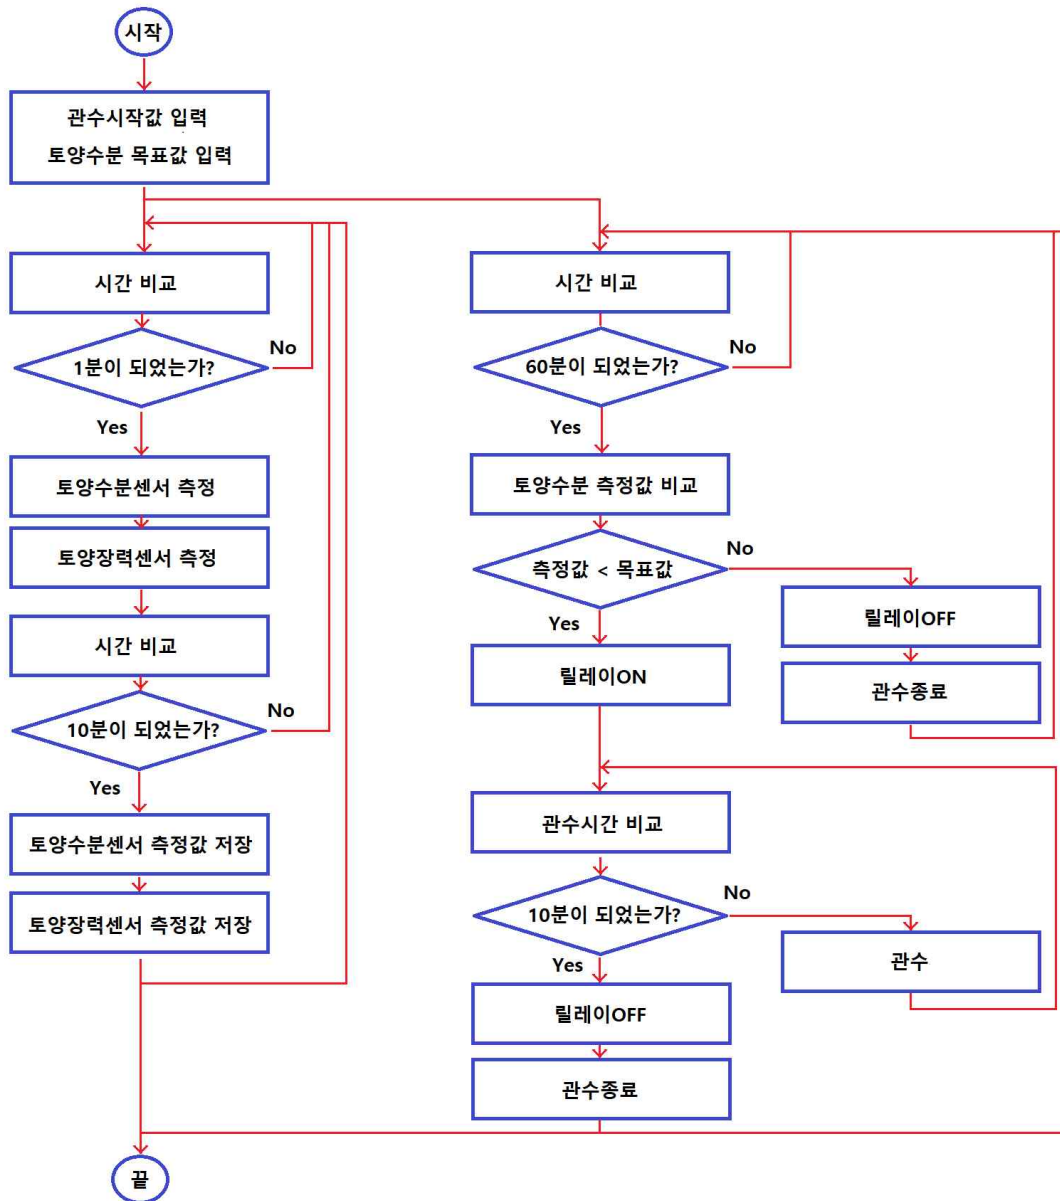 시작
관수시작값 입력
토양수분 목표값 입력
시간 비교
1분이 되었는가?
No
Yes
토양수분센서 측정
토양장력센서 측정
시간 비교
10분이 되었는가?
No
Yes
토양수분센서 측정값 저장
토양장력센서 측정값 저장
시간 비교
60분이 되었는가?
No
Yes
토양수분 측정값 비교
측정값 < 목표값
No
Yes
릴레이OFF
관수종료
릴레이ON
관수시간 비교
10분이 되었는가?
No
관수
Yes
릴레이OFF
관수종료
끝